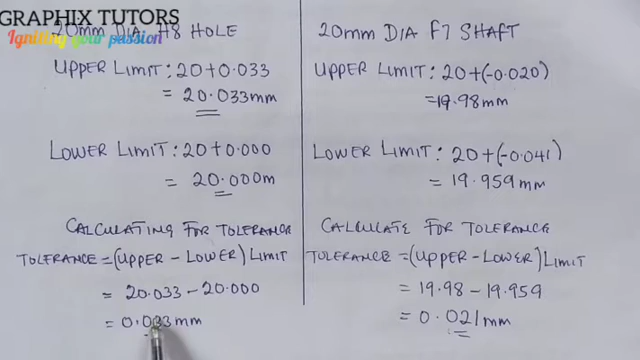 GRAPHIX TUTORS
Igniting your passion
20mm DIA H8 HOLE
UPPER LIMIT: 20+0.033
= 20.033mm
LOWER LIMIT: 20+0.000
= 20.000m
CALCULATING FOR TOLERANCE
TOLERANCE = (UPPER - LOWER) LIMIT
= 20.033 - 20.000
= 0.033mm
20mm DIA F7 SHAFT
UPPER LIMIT: 20+(-0.020)
= 19.98mm
LOWER LIMIT: 20+(-0.041)
= 19.959mm
CALCULATE FOR TOLERANCE
TOLERANCE = (UPPER - LOWER) LIMIT
= 19.98 - 19.959
= 0.021mm